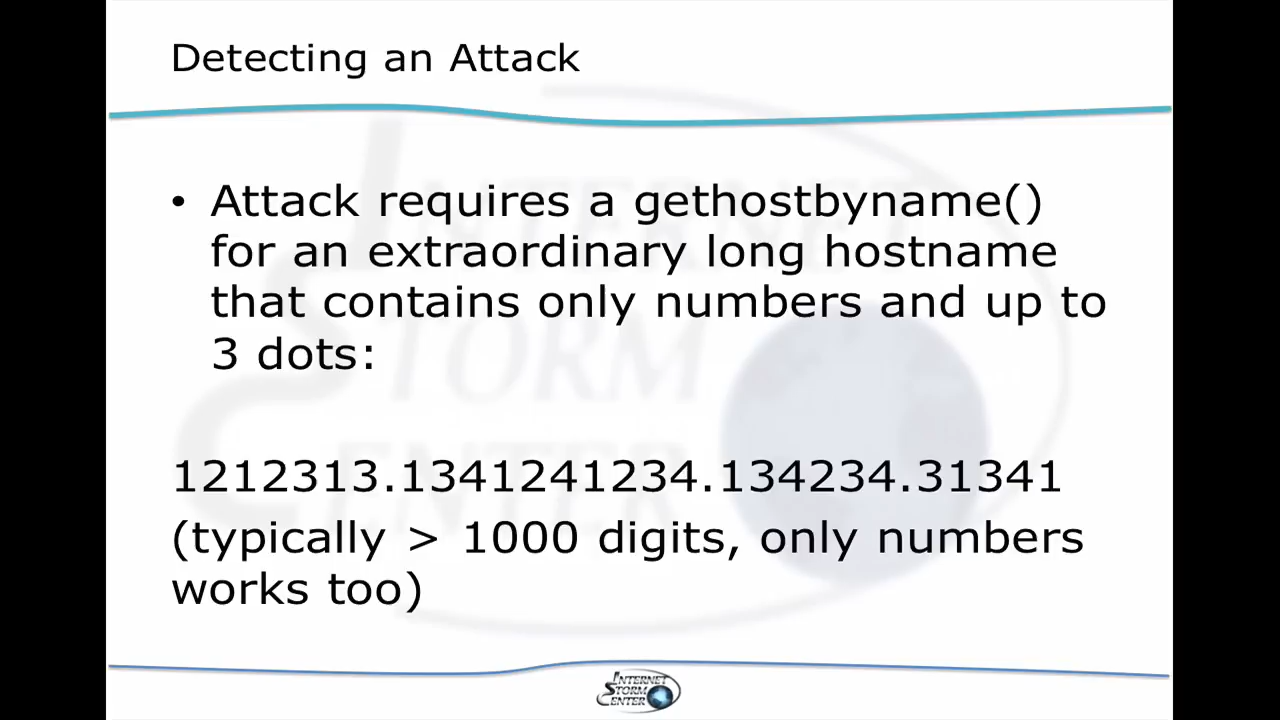 Detecting an Attack
• Attack requires a gethostbyname()
for an extraordinary long hostname
that contains only numbers and up to
3 dots:
1212313.1341241234.134234.31341
(typically > 1000 digits, only numbers
works too)
INTERNET
STORM
CENTER